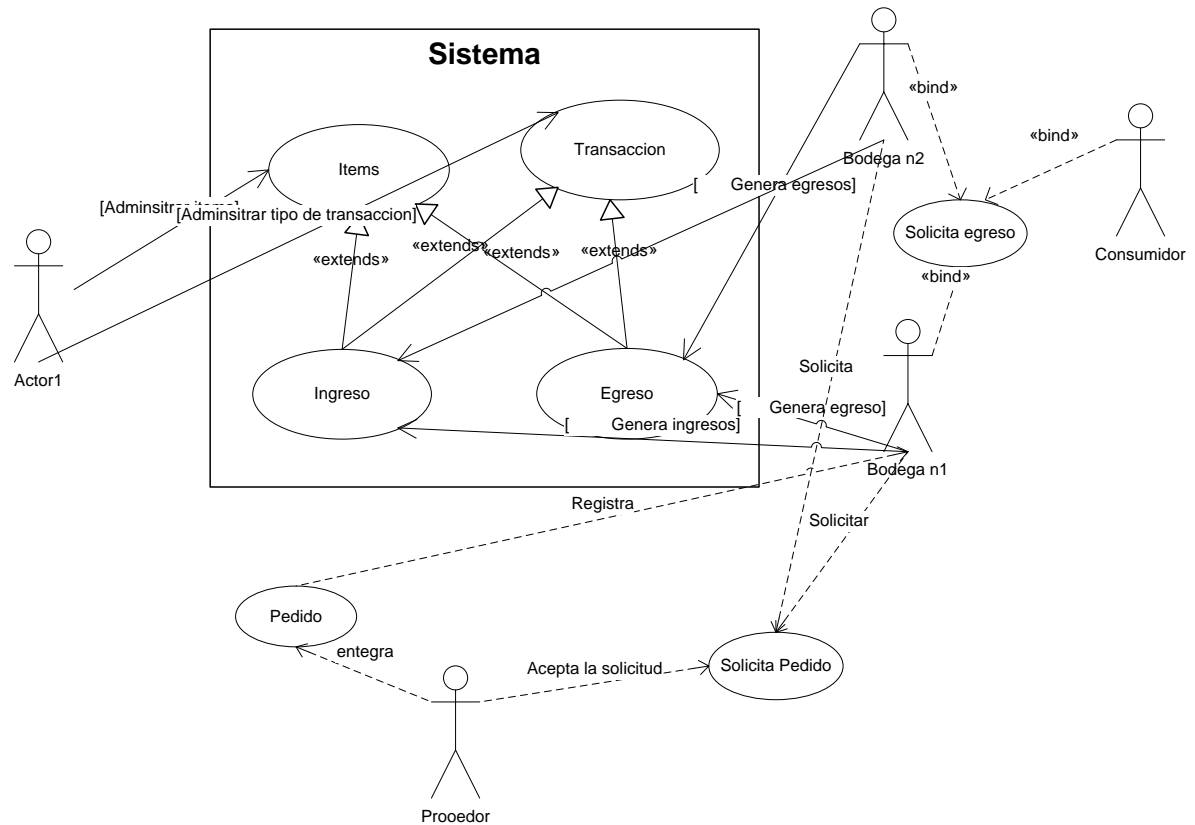 Sistema
«bind»
«bind»
Items
Transaccion
Bodega n2
[ Genera egresos]
[Adminsitrar items]
[Adminsitrar tipo de transaccion]
Solicita egreso
«extends»
«extends»
«extends»
«extends»
Consumidor
«bind»
Actor1
Solicita
Ingreso
Egreso
[ Genera egreso]
[ Genera ingresos]
Bodega n1
Registra
Solicitar
Pedido
entegra
Acepta la solicitud
Solicita Pedido
Prooedor